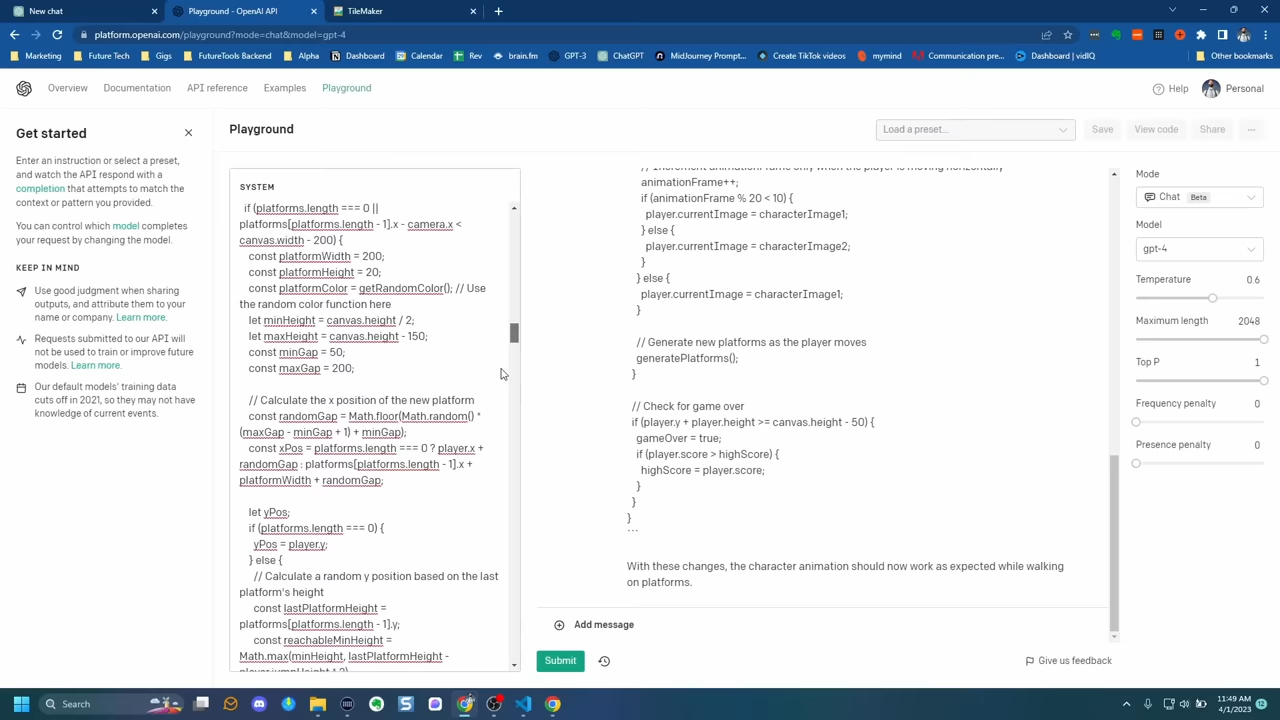 New chat
Playground - OpenAI API
TileMaker
platform.openai.com/playground?mode=chat&model=gpt-4
Marketing
Future Tech
Gigs
FutureTools Backend
Alpha
Dashboard
Calendar
brain.fm
GPT-3
ChatGPT
MidJourney Prompt...
Create TikTok videos
mymind
Communication pre...
Dashboard | vidIQ
Other bookmarks
Overview
Documentation
API reference
Examples
Playground
Help
Personal
Get started
Enter an instruction or select a preset,
and watch the API respond with a
completion that attempts to match the
context or pattern you provided.
You can control which model completes
your request by changing the model.
KEEP IN MIND
Use good judgment when sharing
outputs, and attribute them to your
name or company. Learn more.
Requests submitted to our API will
not be used to train or improve future
models. Learn more.
Our default models' training data
cuts off in 2021, so they may not have
knowledge of current events.
Playground
Load a preset...
Save
View code
Share
SYSTEM
if (platforms.length === 0 ||
platforms[platforms.length - 1].x - camera.x <
canvas.width - 200) {
const platformWidth = 200;
const platformHeight = 20;
const platformColor = getRandomColor(); // Use
the random color function here
let minHeight = canvas.height / 2;
let maxHeight = canvas.height - 150;
const minGap = 50;
const maxGap = 200;
// Calculate the x position of the new platform
const randomGap = Math.floor(Math.random() *
(maxGap - minGap + 1) + minGap);
const xPos = platforms.length === 0 ? player.x +
randomGap : platforms[platforms.length - 1].x +
platformWidth + randomGap;
let yPos;
if (platforms.length === 0) {
yPos = player.y;
} else {
// Calculate a random y position based on the last
platform's height
const lastPlatformHeight =
platforms[platforms.length - 1].y;
const reachableMinHeight =
Math.max(minHeight, lastPlatformHeight -
// Increment animationFrame only when the player is moving horizontally
animationFrame++;
if (animationFrame % 20 < 10) {
player.currentImage = characterImage1;
} else {
player.currentImage = characterImage2;
}
} else {
player.currentImage = characterImage1;
}
// Generate new platforms as the player moves
generatePlatforms();
}
// Check for game over
if (player.y + player.height >= canvas.height - 50) {
gameOver = true;
if (player.score > highScore) {
highScore = player.score;
}
}
}
```
With these changes, the character animation should now work as expected while walking
on platforms.
Add message
Submit
Give us feedback
Mode
Chat Beta
Model
gpt-4
Temperature 0.6
Maximum length 2048
Top P 1
Frequency penalty 0
Presence penalty 0
Search
11:49 AM
4/1/2023